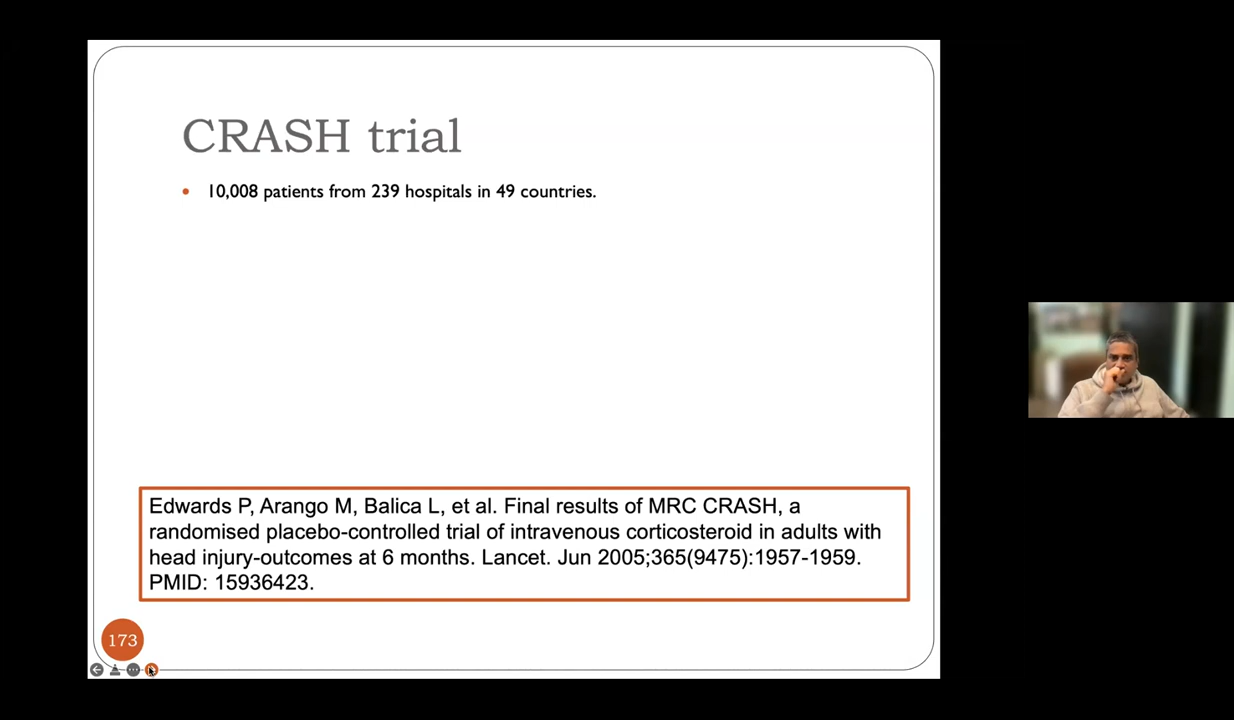 CRASH trial
• 10,008 patients from 239 hospitals in 49 countries.
Edwards P, Arango M, Balica L, et al. Final results of MRC CRASH, a
randomised placebo-controlled trial of intravenous corticosteroid in adults with
head injury-outcomes at 6 months. Lancet. Jun 2005;365(9475):1957-1959.
PMID: 15936423.
173